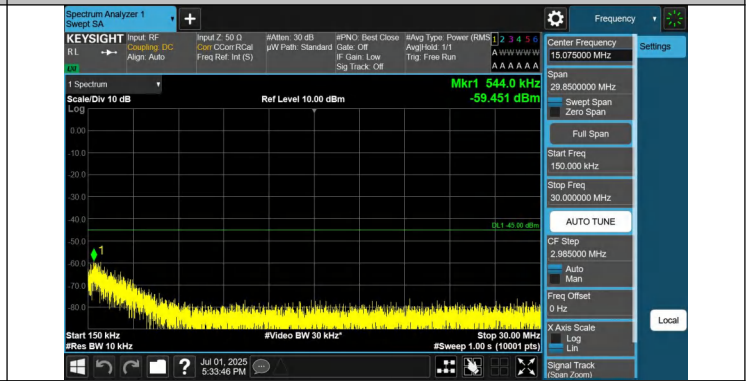 Spectrum Analyzer 1
Swept SA
Frequency
KEYSIGHT
RL
Input: RF
Coupling: DC
Align: Auto
Input Z: 50 Ω
Corr CCorr RCal
Freq Ref: Int (S)
#Atten: 30 dB
µW Path: Standard
#PNO: Best Close
Gate: Off
IF Gain: Low
Sig Track: Off
#Avg Type: Power (RMS
Avg|Hold: 1/1
Trig: Free Run
1 2 3 4 5 6
A W W W W W
A A A A A A
1 Spectrum
Scale/Div 10 dB
Ref Level 10.00 dBm
Mkr1 544.0 kHz
-59.451 dBm
Log
0.00
-10.0
-20.0
-30.0
-40.0
-50.0
-60.0
-70.0
-80.0
DL1 -45.00 dBm
1
Start 150 kHz
#Video BW 30 kHz*
Stop 30.00 MHz
#Res BW 10 kHz
#Sweep 1.00 s (10001 pts)
Jul 01, 2025
5:33:46 PM
Center Frequency
15.075000 MHz
Settings
Span
29.8500000 MHz
Swept Span
Zero Span
Full Span
Start Freq
150.000 kHz
Stop Freq
30.000000 MHz
AUTO TUNE
CF Step
2.985000 MHz
Auto
Man
Freq Offset
0 Hz
X Axis Scale
Log
Lin
Local
Signal Track
(Span Zoom)